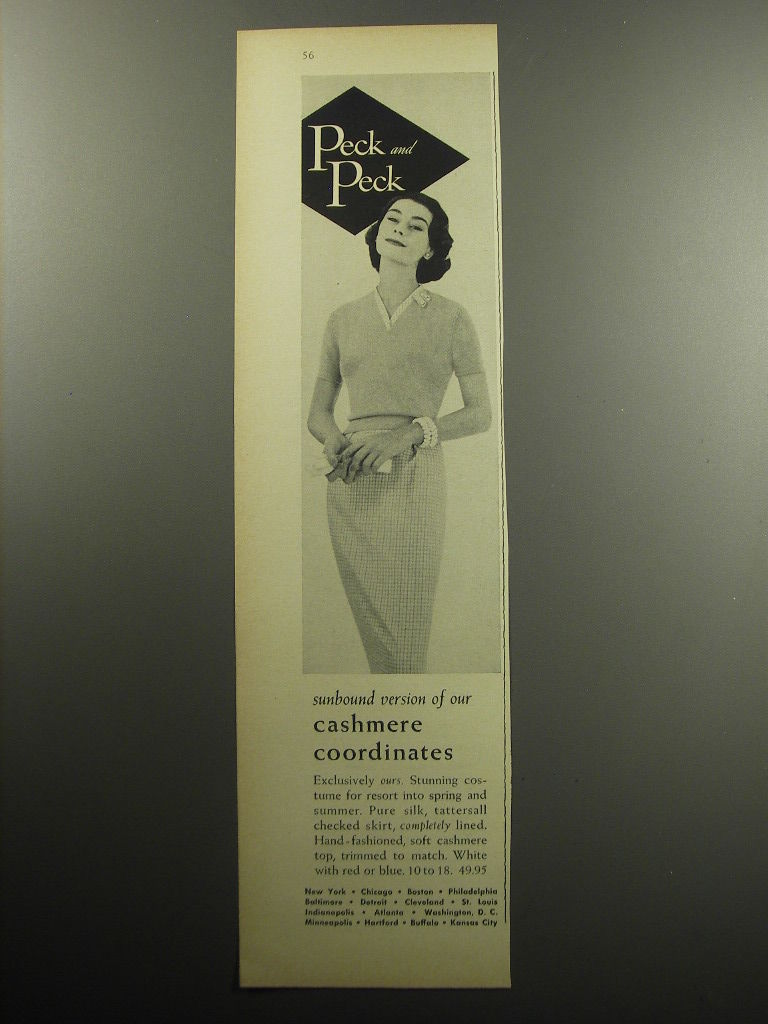 56
Peck and
Peck
sunbound version of our
cashmere
coordinates
Exclusively ours. Stunning cos-
tume for resort into spring and
summer. Pure silk, tattersall
checked skirt, completely lined.
Hand-fashioned, soft cashmere
top, trimmed to match. White
with red or blue. 10 to 18. 49.95
New York • Chicago • Boston • Philadelphia
Baltimore • Detroit • Cleveland • St. Louis
Indianapolis • Atlanta • Washington, D. C.
Minneapolis • Hartford • Buffalo • Kansas City